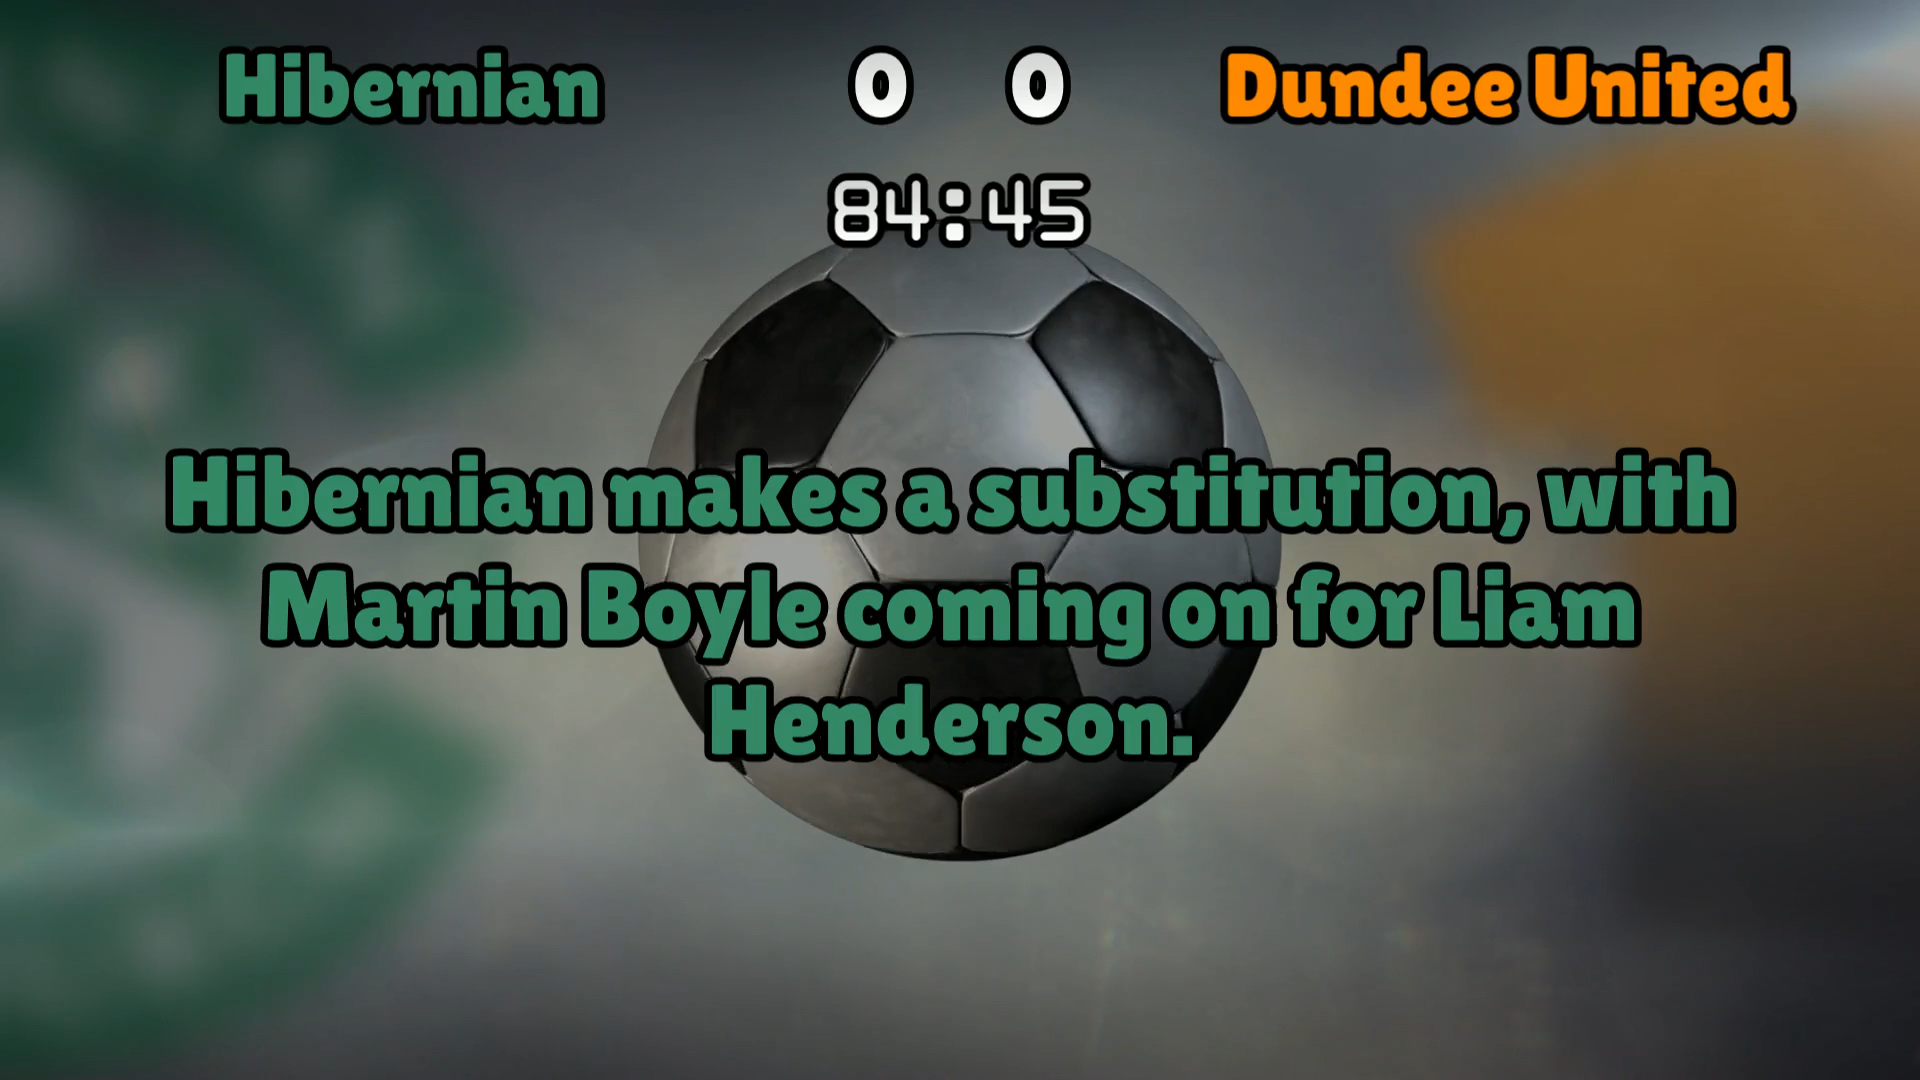 Hibernian 0 0 Dundee United
84:45
Hibernian makes a substitution, with
Martin Boyle coming on for Liam
Henderson.